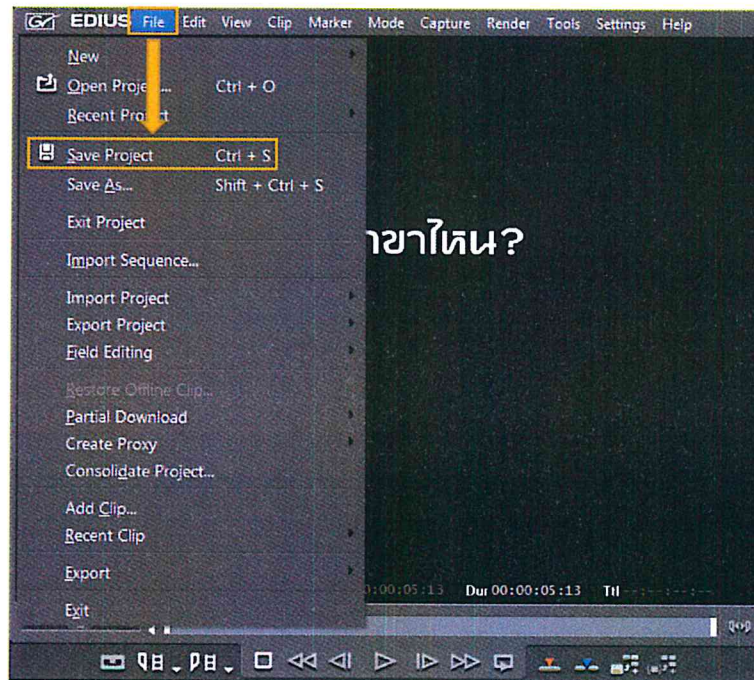 EDIUS File Edit View Clip Marker Mode Capture Render Tools Settings Help
New
Open Proje...
Ctrl + O
Recent Project
Save Project Ctrl + S
Save As... Shift + Ctrl + S
Exit Project
Import Sequence...
Import Project
Export Project
Field Editing
Restore Offline Clip...
Partial Download
Create Proxy
Consolidate Project...
Add Clip...
Recent Clip
Export
Exit
าขาไหน?
:00:05:13 Dur 00:00:05:13 Ttl --:--:--:--